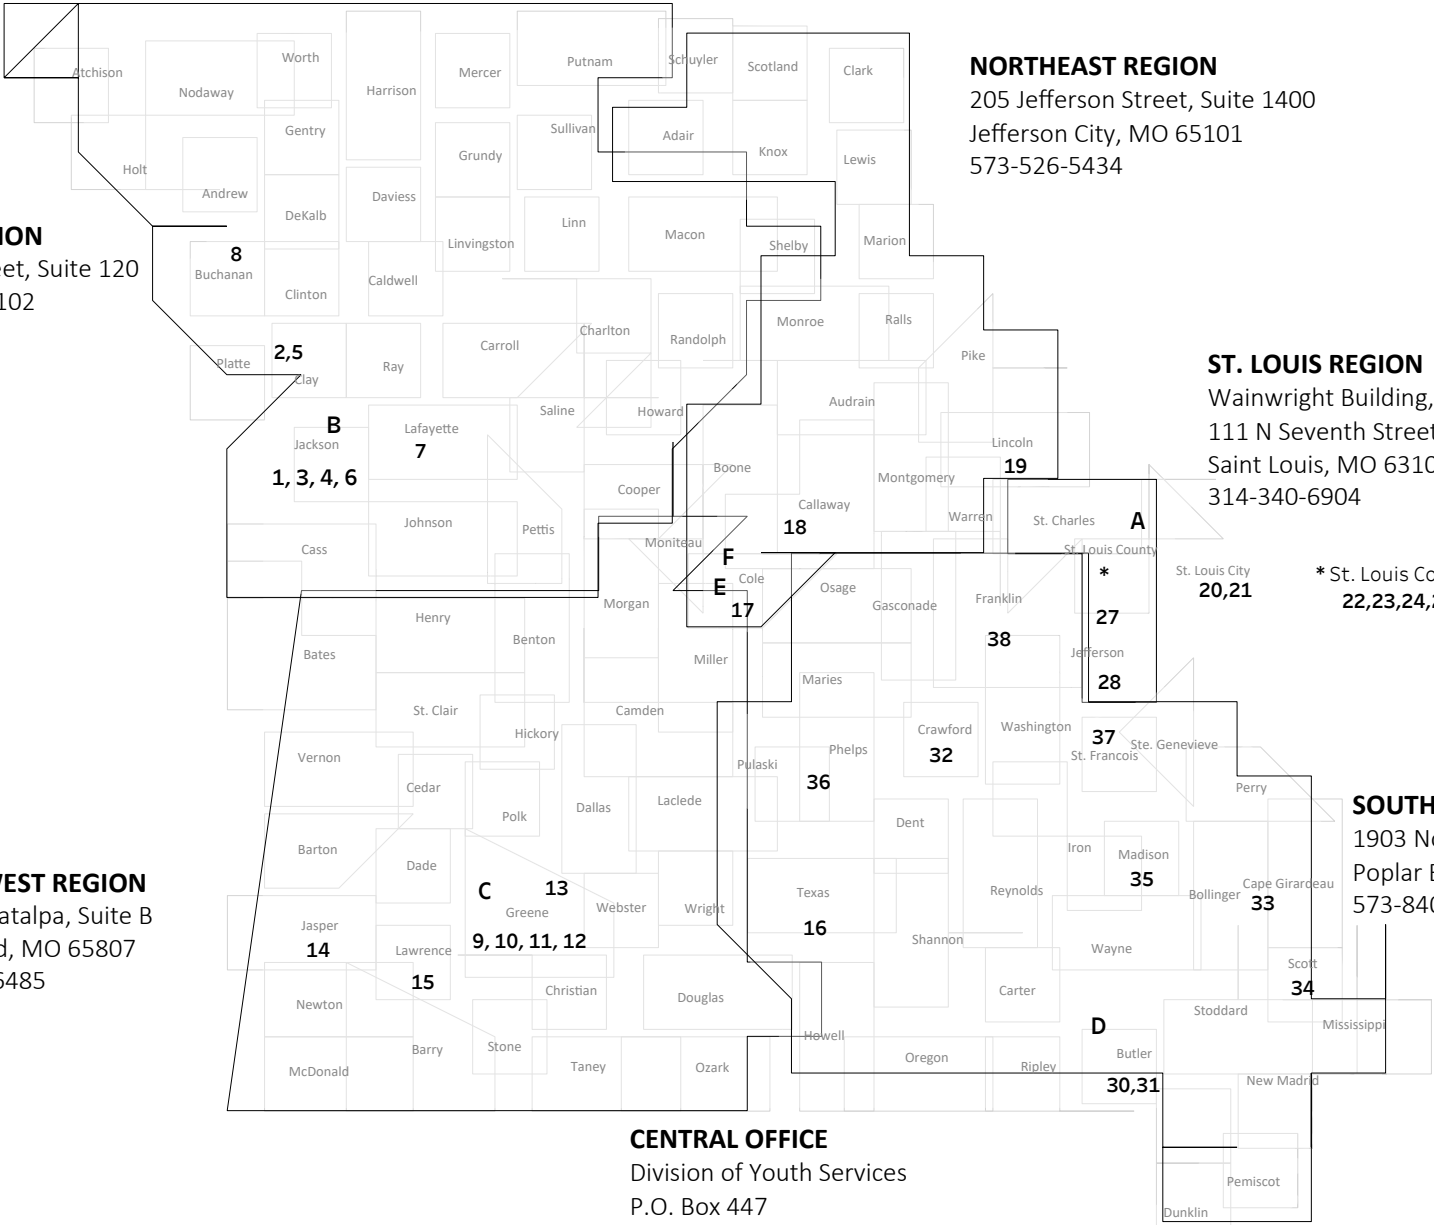 NORTHEAST REGION
205 Jefferson Street, Suite 1400
Jefferson City, MO 65101
573-526-5434
ION
eet, Suite 120
102
ST. LOUIS REGION
Wainwright Building,
111 N Seventh Street
Saint Louis, MO 6310
314-340-6904
* St. Louis Co
22,23,24,2
SOUTH
1903 No
Poplar B
573-840
WEST REGION
atalpa, Suite B
d, MO 65807
6485
CENTRAL OFFICE
Division of Youth Services
P.O. Box 447
Atchison
Nodaway
Worth
Harrison
Mercer
Putnam
Schuyler
Scotland
Clark
Holt
Andrew
Gentry
DeKalb
Daviess
Grundy
Sullivan
Adair
Knox
Lewis
8
Buchanan
Clinton
Caldwell
Linvingston
Linn
Macon
Shelby
Marion
Platte
2,5
Clay
Ray
Carroll
Charlton
Randolph
Monroe
Ralls
Pike
B
Jackson
1, 3, 4, 6
Lafayette
7
Saline
Howard
Audrain
Lincoln
19
Cass
Johnson
Pettis
Cooper
Boone
Callaway
18
Montgomery
Warren
St. Charles
A
St. Louis County
*
27
St. Louis City
20,21
Moniteau
F
E
Cole
17
Osage
Gasconade
Franklin
38
Jefferson
28
Bates
Henry
Benton
Morgan
Miller
Maries
St. Clair
Hickory
Camden
Pulaski
Phelps
36
Crawford
32
Washington
37
St. Francois
Ste. Genevieve
Perry
Vernon
Cedar
Polk
Dallas
Laclede
Dent
Iron
Madison
35
Bollinger
Cape Girardeau
33
Barton
Dade
C
13
Greene
9, 10, 11, 12
Webster
Wright
Texas
16
Shannon
Reynolds
Wayne
Scott
34
Jasper
14
Lawrence
15
Christian
Douglas
Howell
Carter
Stoddard
Mississippi
Newton
McDonald
Barry
Stone
Taney
Ozark
Oregon
Ripley
D
Butler
30,31
New Madrid
Pemiscot
Dunklin